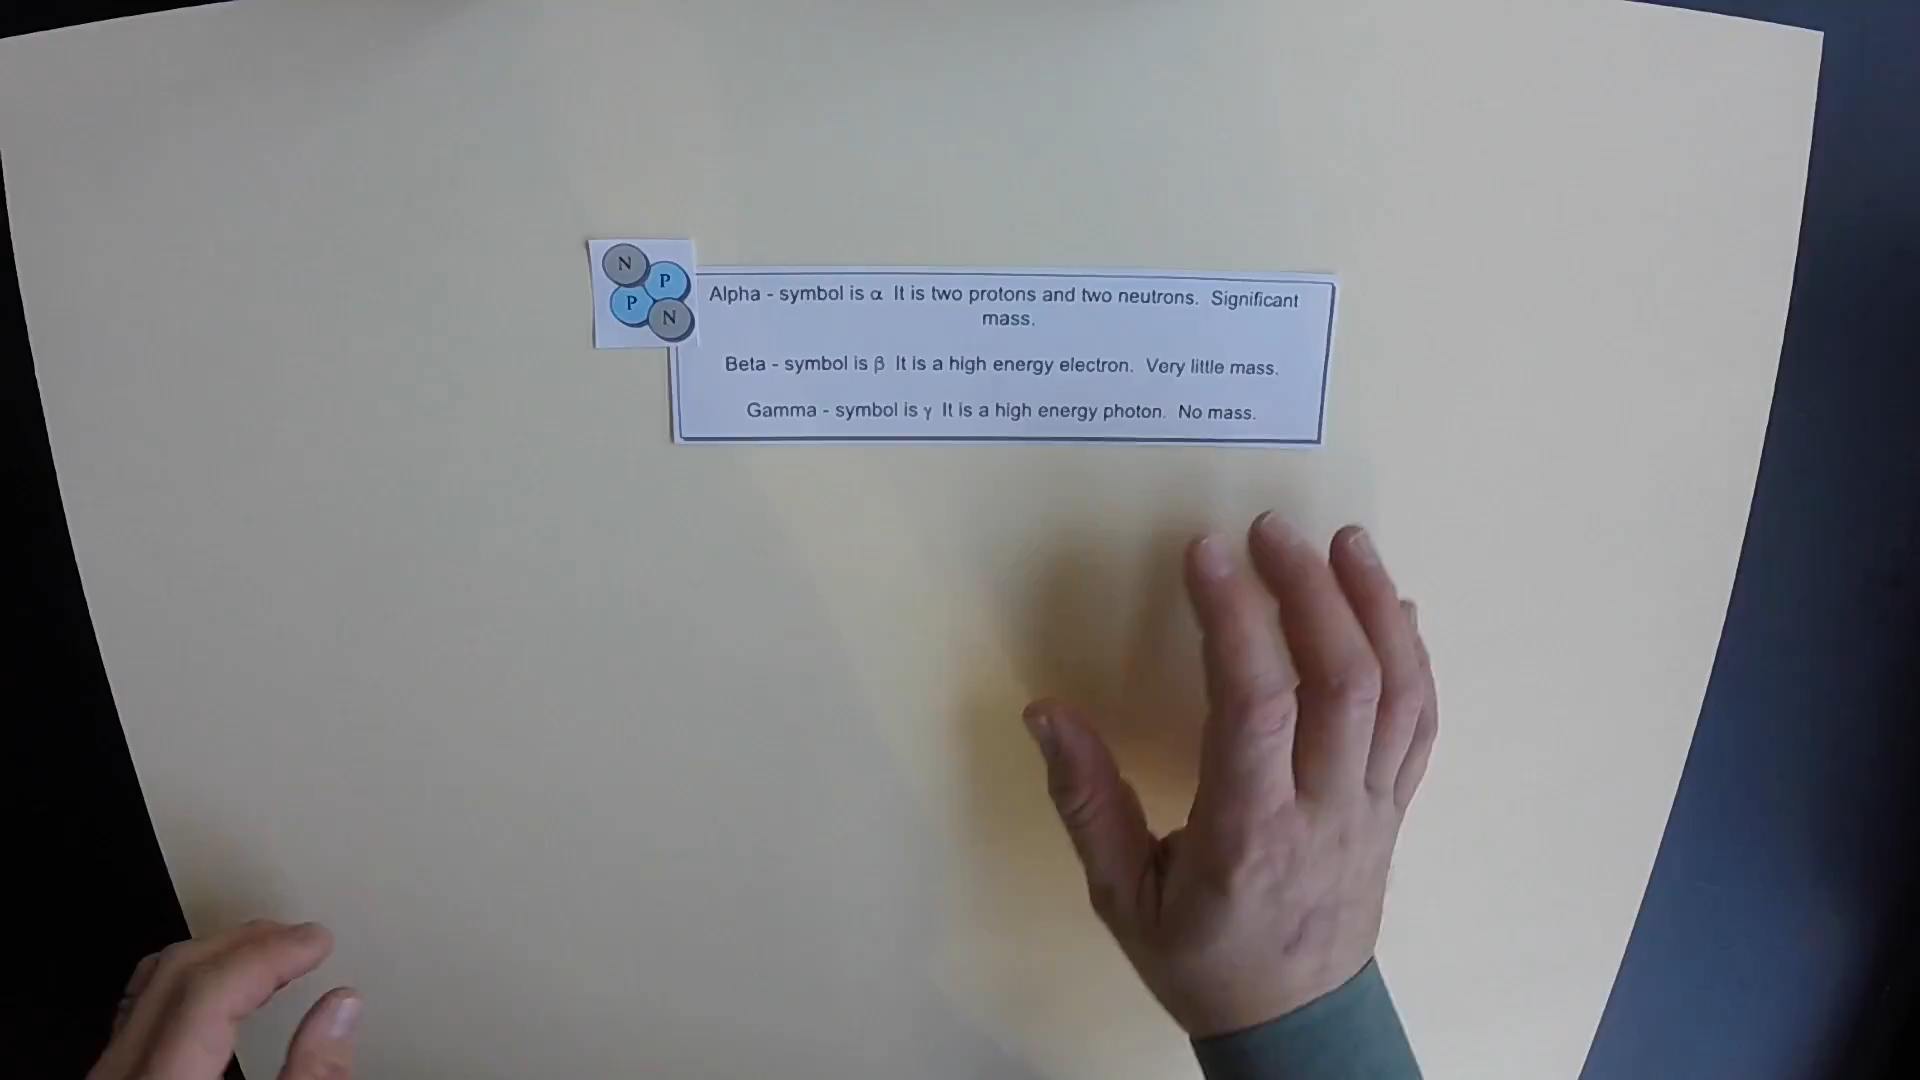 N
P
P
N
Alpha - symbol is α It is two protons and two neutrons. Significant
mass.
Beta - symbol is β It is a high energy electron. Very little mass.
Gamma - symbol is γ It is a high energy photon. No mass.